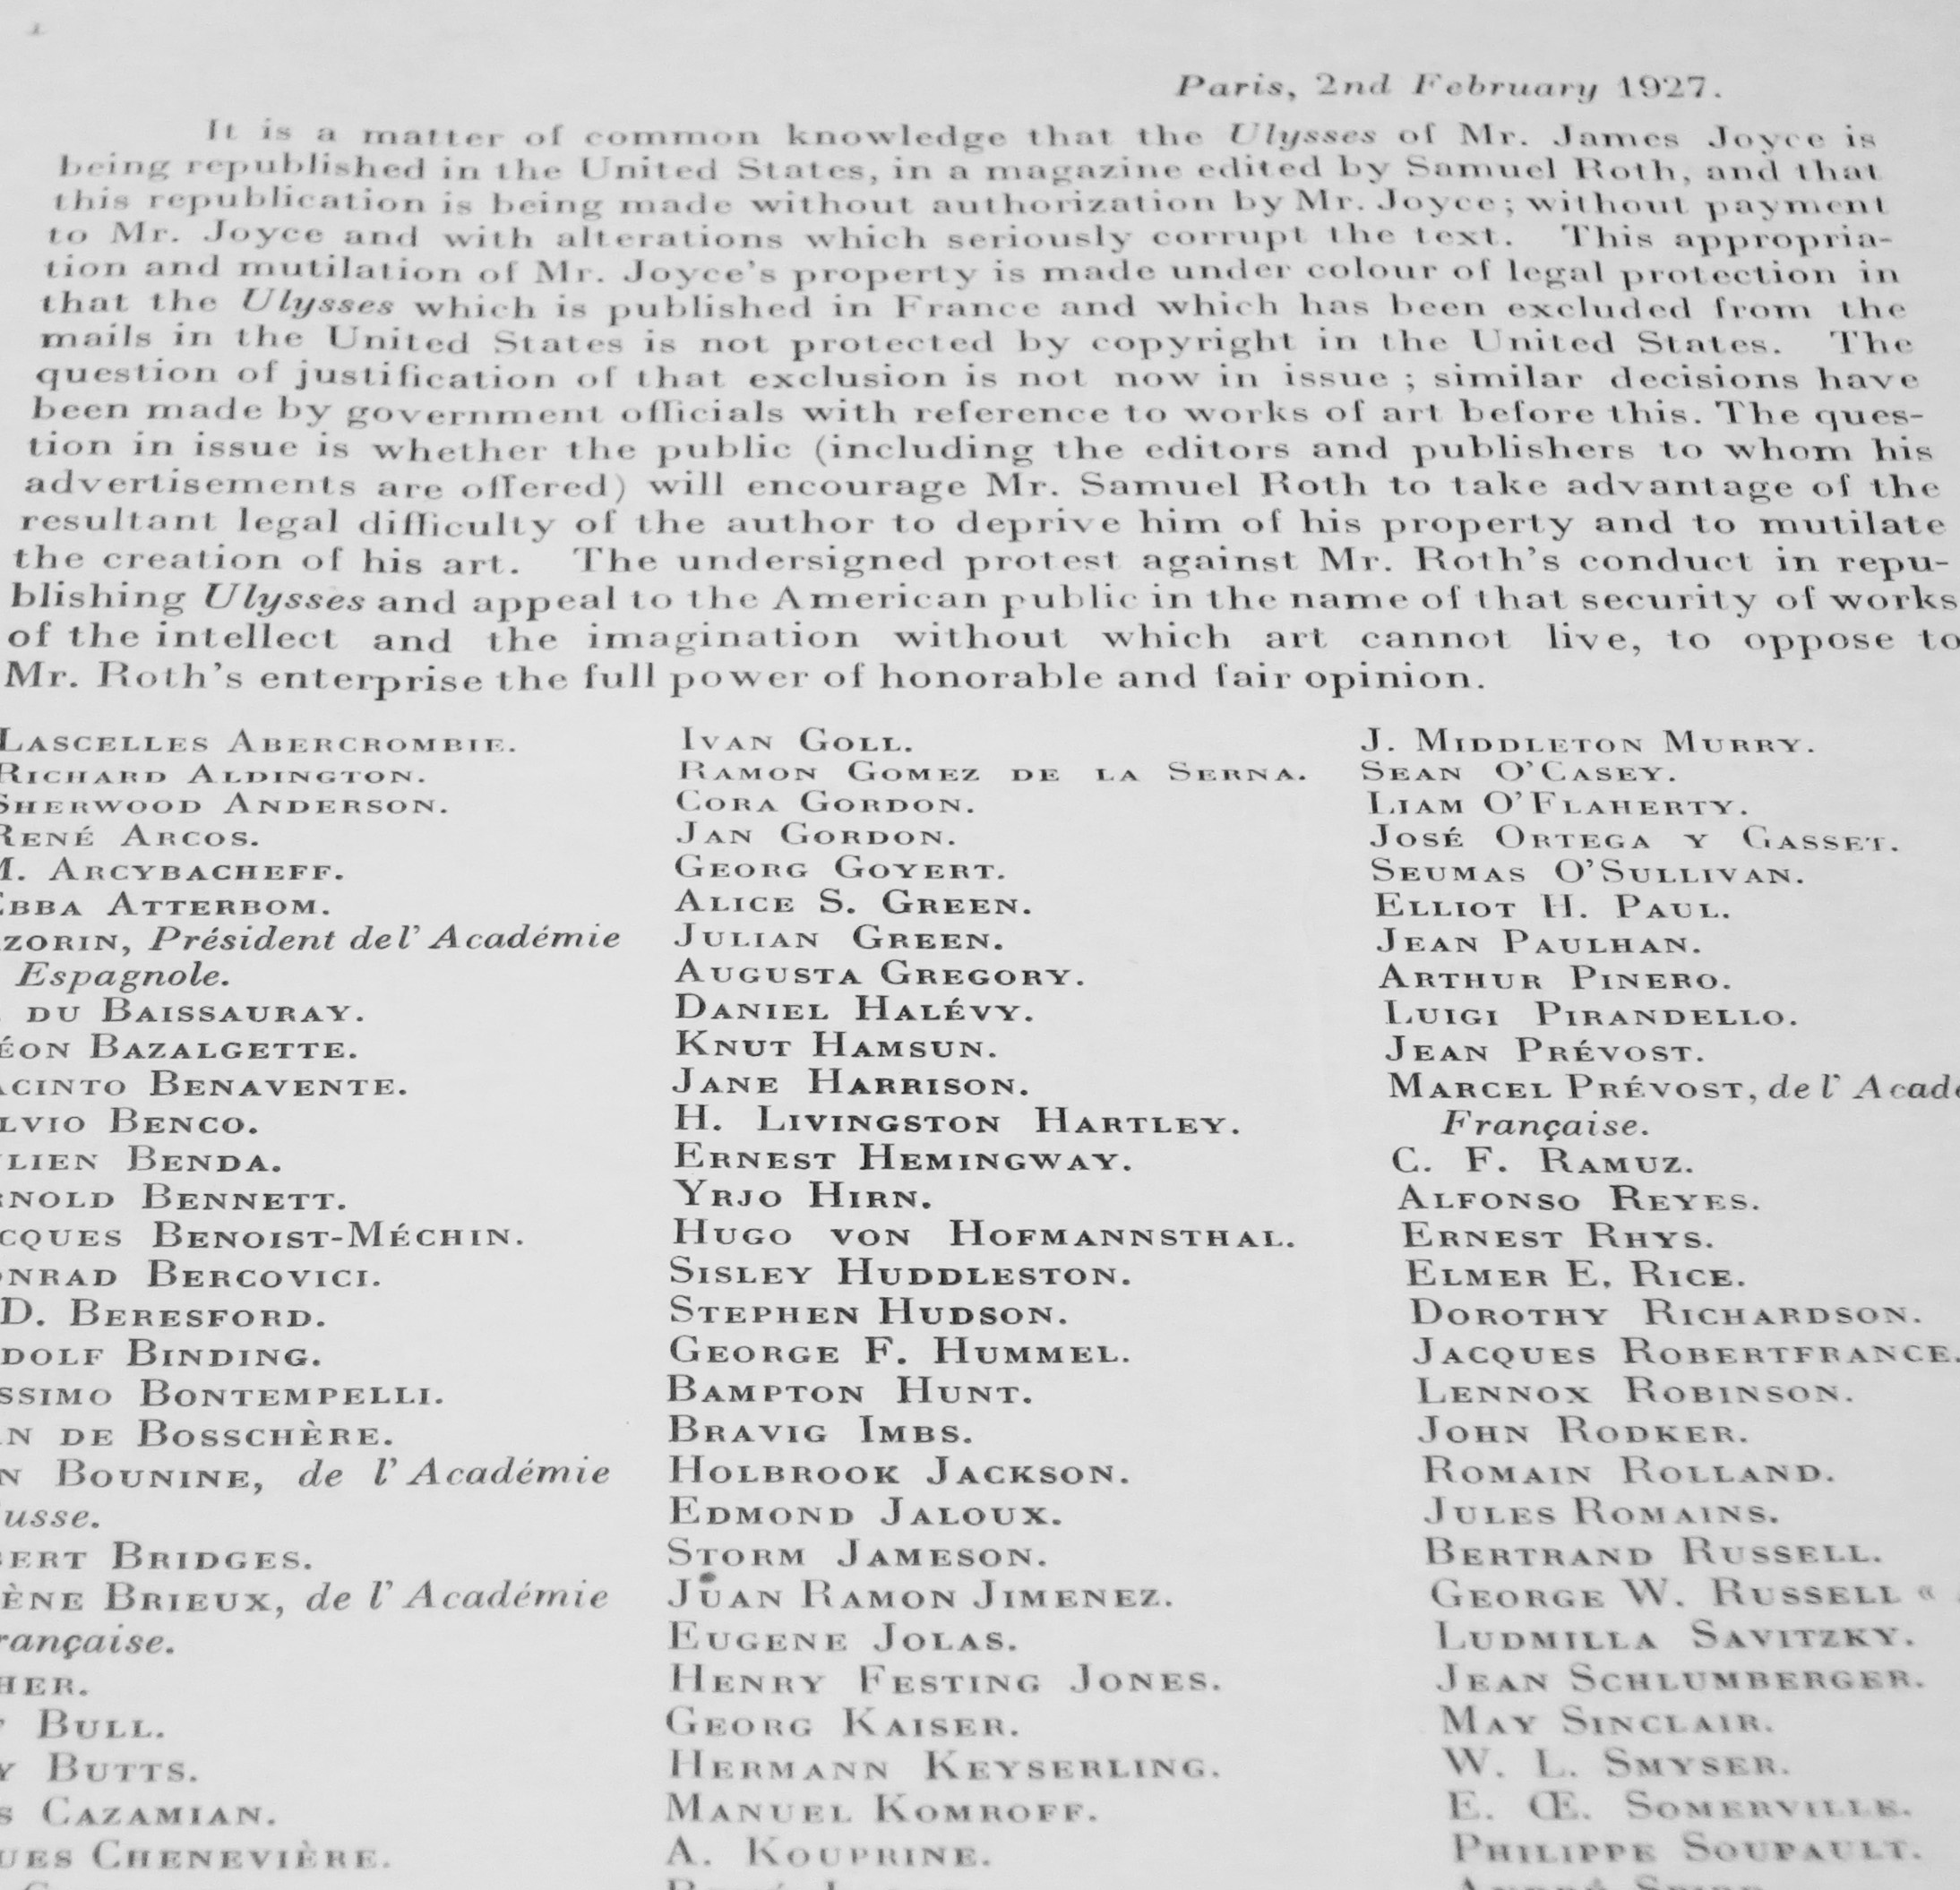 Paris, 2nd February 1927.
It is a matter of common knowledge that the Ulysses of Mr. James Joyce is
being republished in the United States, in a magazine edited by Samuel Roth, and that
this republication is being made without authorization by Mr. Joyce; without payment
to Mr. Joyce and with alterations which seriously corrupt the text. This appropria-
tion and mutilation of Mr. Joyce's property is made under colour of legal protection in
that the Ulysses which is published in France and which has been excluded from the
mails in the United States is not protected by copyright in the United States. The
question of justification of that exclusion is not now in issue ; similar decisions have
been made by government officials with reference to works of art before this. The ques-
tion in issue is whether the public (including the editors and publishers to whom his
advertisements are offered) will encourage Mr. Samuel Roth to take advantage of the
resultant legal difficulty of the author to deprive him of his property and to mutilate
the creation of his art. The undersigned protest against Mr. Roth's conduct in repu-
blishing Ulysses and appeal to the American public in the name of that security of works
of the intellect and the imagination without which art cannot live, to oppose to
Mr. Roth's enterprise the full power of honorable and fair opinion.
LASCELLES ABERCROMBIE.
RICHARD ALDINGTON.
SHERWOOD ANDERSON.
RENÉ ARCOS.
M. ARCYBACHEFF.
EBBA ATTERBOM.
ZORIN, Président del' Académie
Espagnole.
DU BAISSAURAY.
ÉON BAZALGETTE.
ACINTO BENAVENTE.
LVIO BENCO.
LIEN BENDA.
RNOLD BENNETT.
CQUES BENOIST-MÉCHIN.
ONRAD BERCOVICI.
D. BERESFORD.
DOLF BINDING.
SSIMO BONTEMPELLI.
AN DE BOSSCHÈRE.
N BOUNINE, de l' Académie
usse.
BERT BRIDGES.
ÈNE BRIEUX, de l' Académie
rançaise.
HER.
BULL.
Y BUTTS.
S CAZAMIAN.
UES CHENEVIÈRE.
IVAN GOLL.
RAMON GOMEZ DE LA SERNA.
CORA GORDON.
JAN GORDON.
GEORG GOYERT.
ALICE S. GREEN.
JULIAN GREEN.
AUGUSTA GREGORY.
DANIEL HALÉVY.
KNUT HAMSUN.
JANE HARRISON.
H. LIVINGSTON HARTLEY.
ERNEST HEMINGWAY.
YRJO HIRN.
HUGO VON HOFMANNSTHAL.
SISLEY HUDDLESTON.
STEPHEN HUDSON.
GEORGE F. HUMMEL.
BAMPTON HUNT.
BRAVIG IMBS.
HOLBROOK JACKSON.
EDMOND JALOUX.
STORM JAMESON.
JUAN RAMON JIMENEZ.
EUGENE JOLAS.
HENRY FESTING JONES.
GEORG KAISER.
HERMANN KEYSERLING.
MANUEL KOMROFF.
A. KOUPRINE.
J. MIDDLETON MURRY.
SEAN O'CASEY.
LIAM O'FLAHERTY.
JOSÉ ORTEGA Y GASSET.
SEUMAS O'SULLIVAN.
ELLIOT H. PAUL.
JEAN PAULHAN.
ARTHUR PINERO.
LUIGI PIRANDELLO.
JEAN PRÉVOST.
MARCEL PRÉVOST, de l' Acad
Française.
C. F. RAMUZ.
ALFONSO REYES.
ERNEST RHYS.
ELMER E. RICE.
DOROTHY RICHARDSON.
JACQUES ROBERTFRANCE.
LENNOX ROBINSON.
JOHN RODKER.
ROMAIN ROLLAND.
JULES ROMAINS.
BERTRAND RUSSELL.
GEORGE W. RUSSELL «
LUDMILLA SAVITZKY.
JEAN SCHLUMBERGER.
MAY SINCLAIR.
W. L. SMYSER.
E. Œ. SOMERVILLE.
PHILIPPE SOUPAULT.